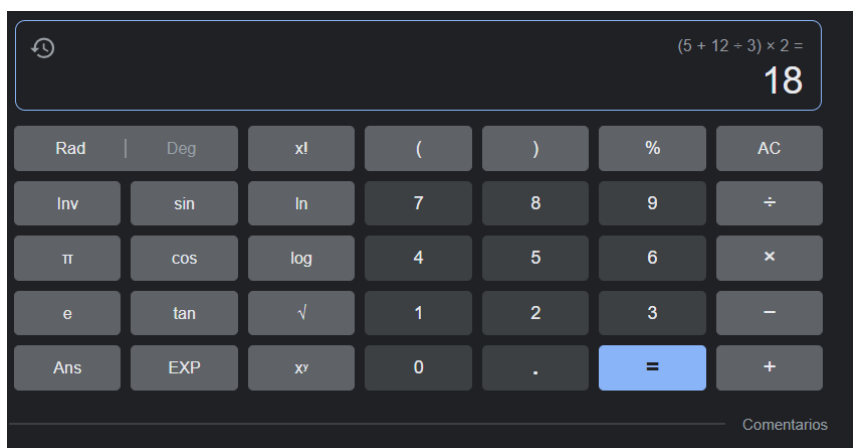 (5 + 12 ÷ 3) × 2 =
18
Rad | Deg x! ( ) % AC
Inv sin ln 7 8 9 ÷
π cos log 4 5 6 ×
e tan √ 1 2 3 −
Ans EXP xʸ 0 . = +
Comentarios